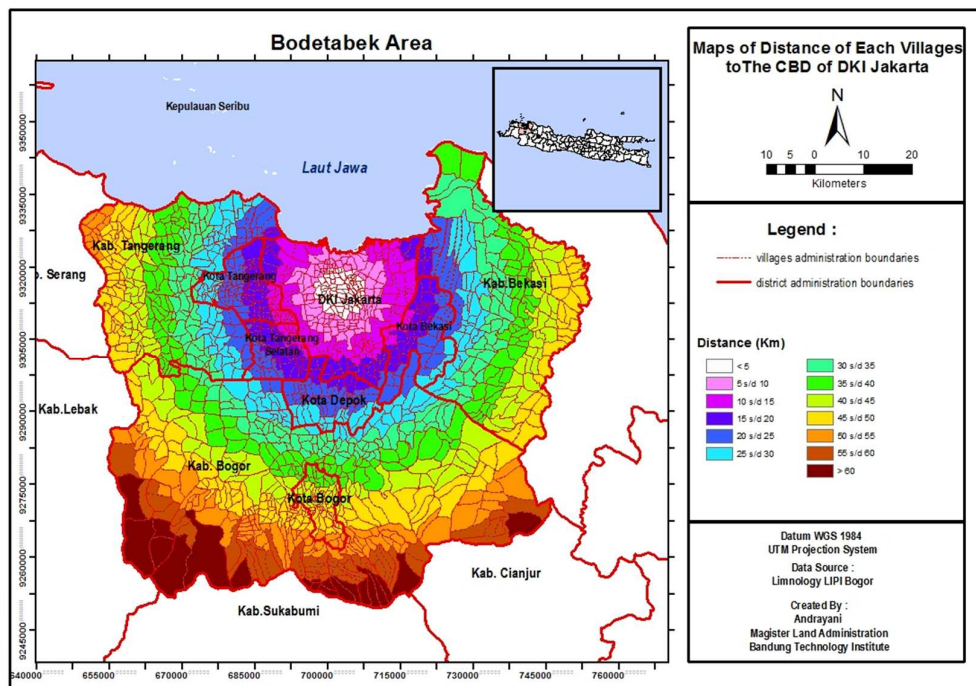 Bodetabek Area
Kepulauan Seribu
Laut Jawa
Kab. Tangerang
b. Serang
Kota Tangerang
DKI Jakarta
Kab.Bekasi
Kota Bekasi
Kota Tangerang
Selatan
Kab.Lebak
Kota Depok
Kab. Bogor
Kota Bogor
Kab. Cianjur
Kab.Sukabumi
640000
655000
670000
685000
700000
715000
730000
745000
760000
9350000
9335000
9320000
9305000
9290000
9275000
9260000
9245000
Maps of Distance of Each Villages
toThe CBD of DKI Jakarta
N
10 5 0 10 20
Kilometers
Legend :
villages administration boundaries
district administration boundaries
Distance (Km)
< 5
5 s/d 10
10 s/d 15
15 s/d 20
20 s/d 25
25 s/d 30
30 s/d 35
35 s/d 40
40 s/d 45
45 s/d 50
50 s/d 55
55 s/d 60
> 60
Datum WGS 1984
UTM Projection System
Data Source :
Limnology LIPI Bogor
Created By :
Andrayani
Magister Land Administration
Bandung Technology Institute